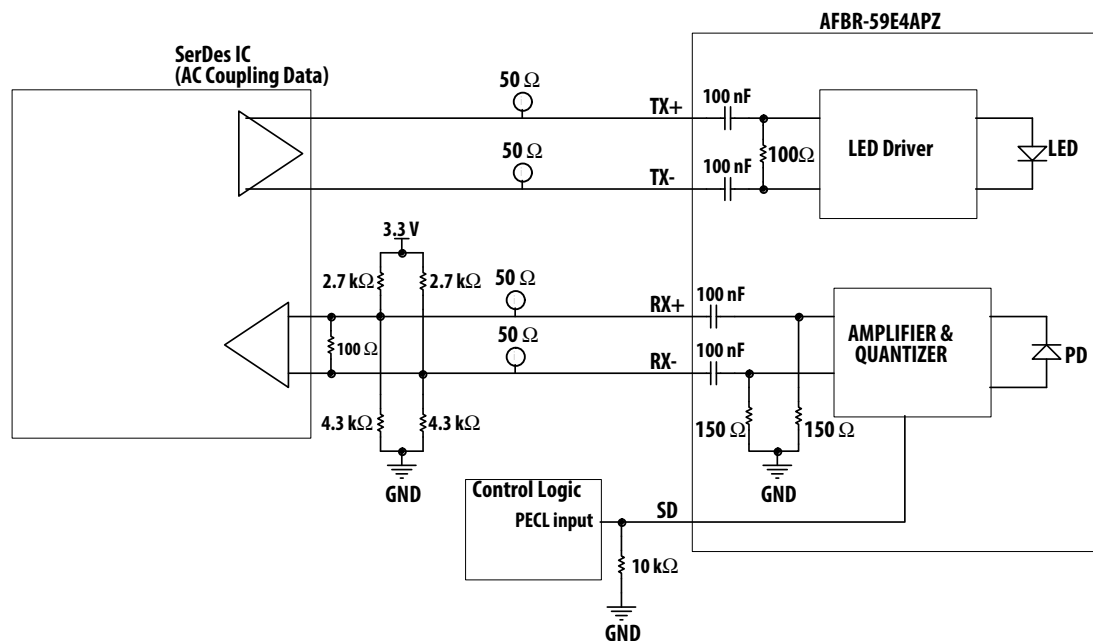 AFBR-59E4APZ
SerDes IC
(AC Coupling Data)
50 Ω
TX+
100 nF
50 Ω
TX-
100 nF
100Ω
LED Driver
LED
3.3 V
2.7 kΩ
2.7 kΩ
50 Ω
RX+
100 nF
100 Ω
50 Ω
RX-
100 nF
AMPLIFIER &
QUANTIZER
PD
4.3 kΩ
4.3 kΩ
150 Ω
150 Ω
GND
GND
Control Logic
PECL input
SD
10 kΩ
GND